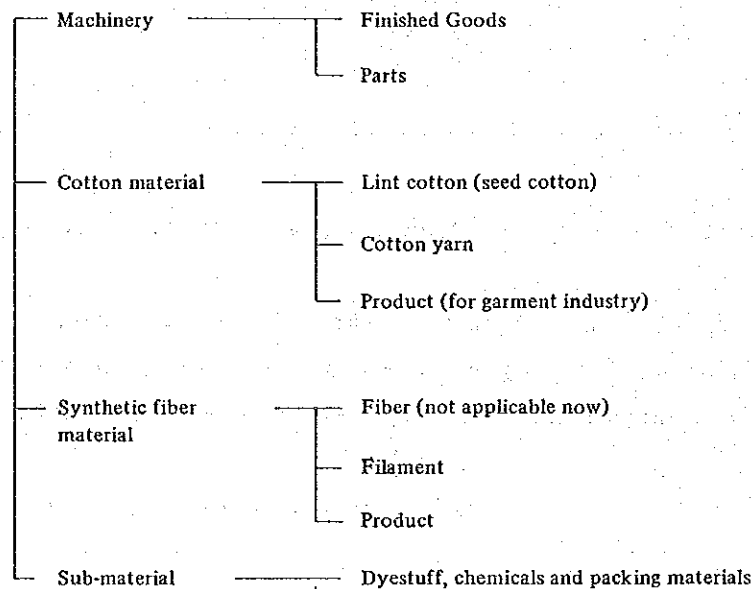 Machinery
Finished Goods
Parts
Cotton material
Lint cotton (seed cotton)
Cotton yarn
Product (for garment industry)
Synthetic fiber
material
Fiber (not applicable now)
Filament
Product
Sub-material
Dyestuff, chemicals and packing materials